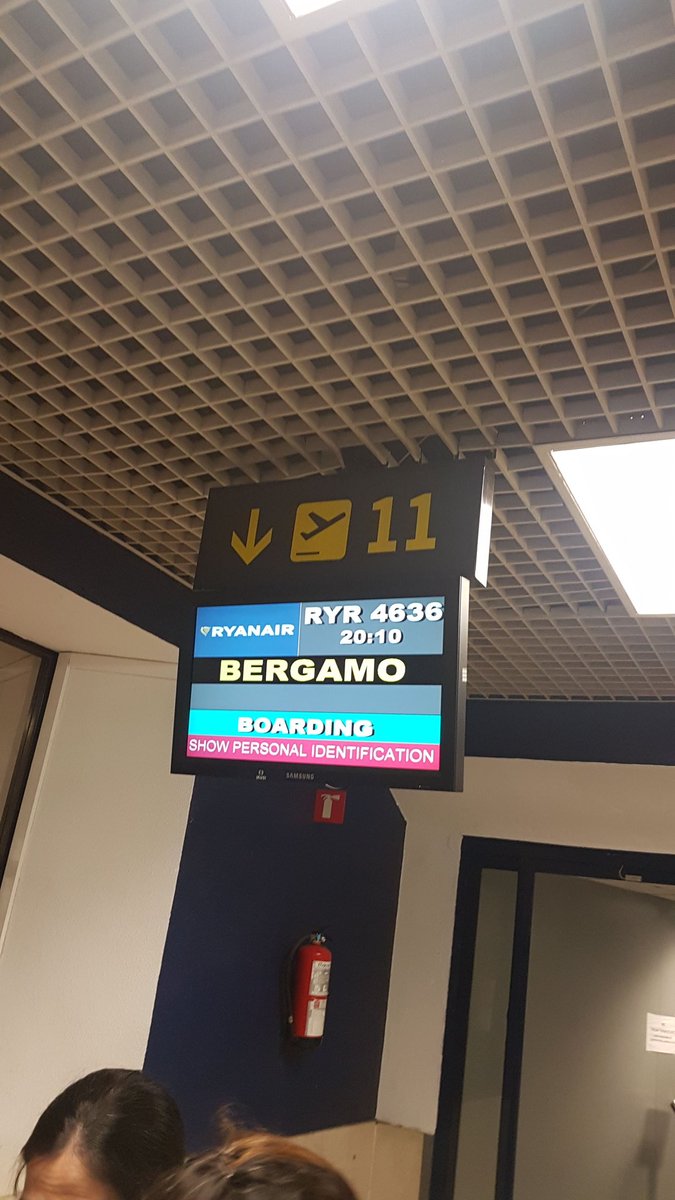 11
RYANAIR
RYR 4636
20:10
BERGAMO
BOARDING
SHOW PERSONAL IDENTIFICATION
SAMSUNG